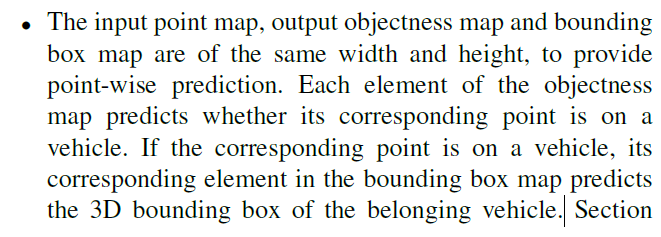 • The input point map, output objectness map and bounding
box map are of the same width and height, to provide
point-wise prediction. Each element of the objectness
map predicts whether its corresponding point is on a
vehicle. If the corresponding point is on a vehicle, its
corresponding element in the bounding box map predicts
the 3D bounding box of the belonging vehicle. Section